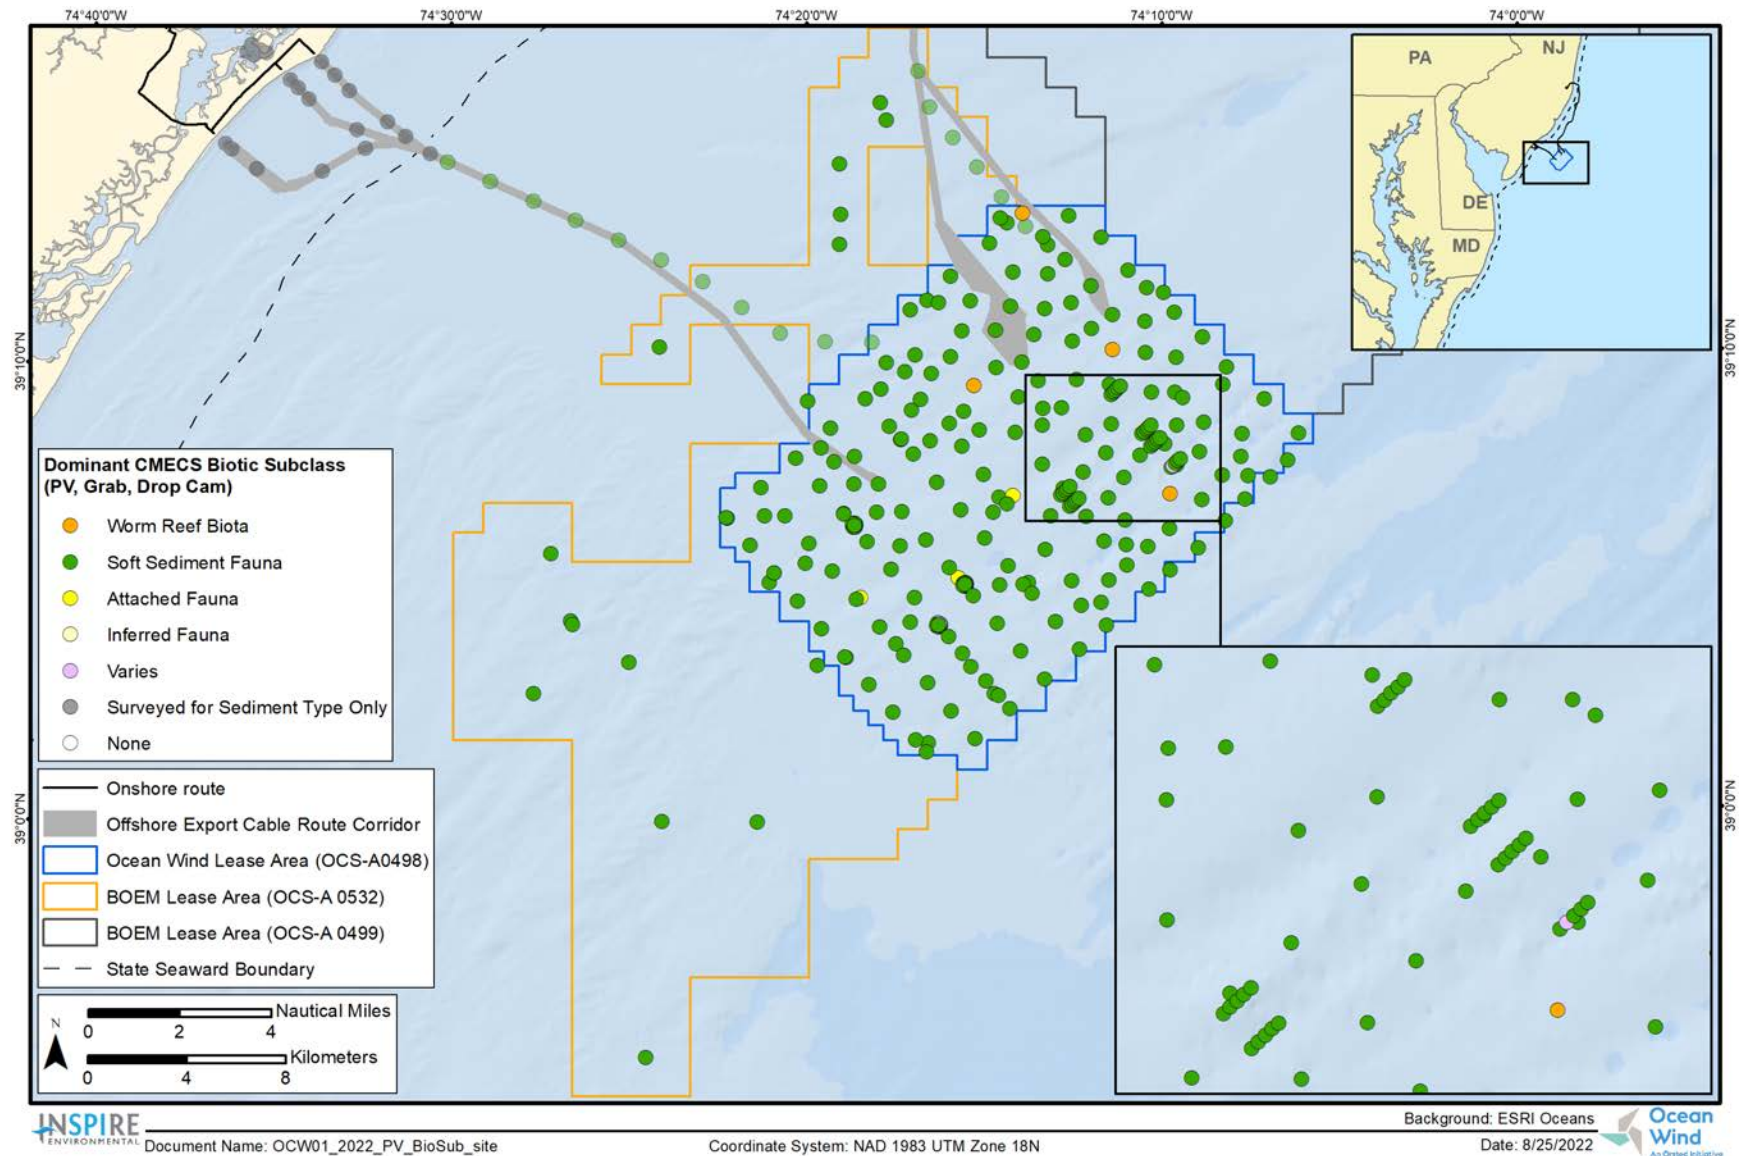 74°40'0"W
74°30'0"W
74°20'0"W
74°10'0"W
74°0'0"W
PA
NJ
DE
MD
39°10'0"N
39°10'0"N
39°0'0"N
39°0'0"N
Dominant CMECS Biotic Subclass
(PV, Grab, Drop Cam)
Worm Reef Biota
Soft Sediment Fauna
Attached Fauna
Inferred Fauna
Varies
Surveyed for Sediment Type Only
None
Onshore route
Offshore Export Cable Route Corridor
Ocean Wind Lease Area (OCS-A0498)
BOEM Lease Area (OCS-A 0532)
BOEM Lease Area (OCS-A 0499)
State Seaward Boundary
N
Nautical Miles
0 2 4
Kilometers
0 4 8
INSPIRE
ENVIRONMENTAL
Document Name: OCW01_2022_PV_BioSub_site
Coordinate System: NAD 1983 UTM Zone 18N
Background: ESRI Oceans
Date: 8/25/2022
Ocean
Wind
An Ørsted Initiative